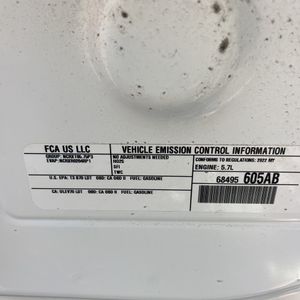 FCA US LLC
VEHICLE EMISSION CONTROL INFORMATION
NO ADJUSTMENTS NEEDED
HO2S
SFI
TWC
CONFORMS TO REGULATIONS: 2022 MY
ENGINE: 5.7L
68495 605AB
FUEL: GASOLINE
FUEL: GASOLINE